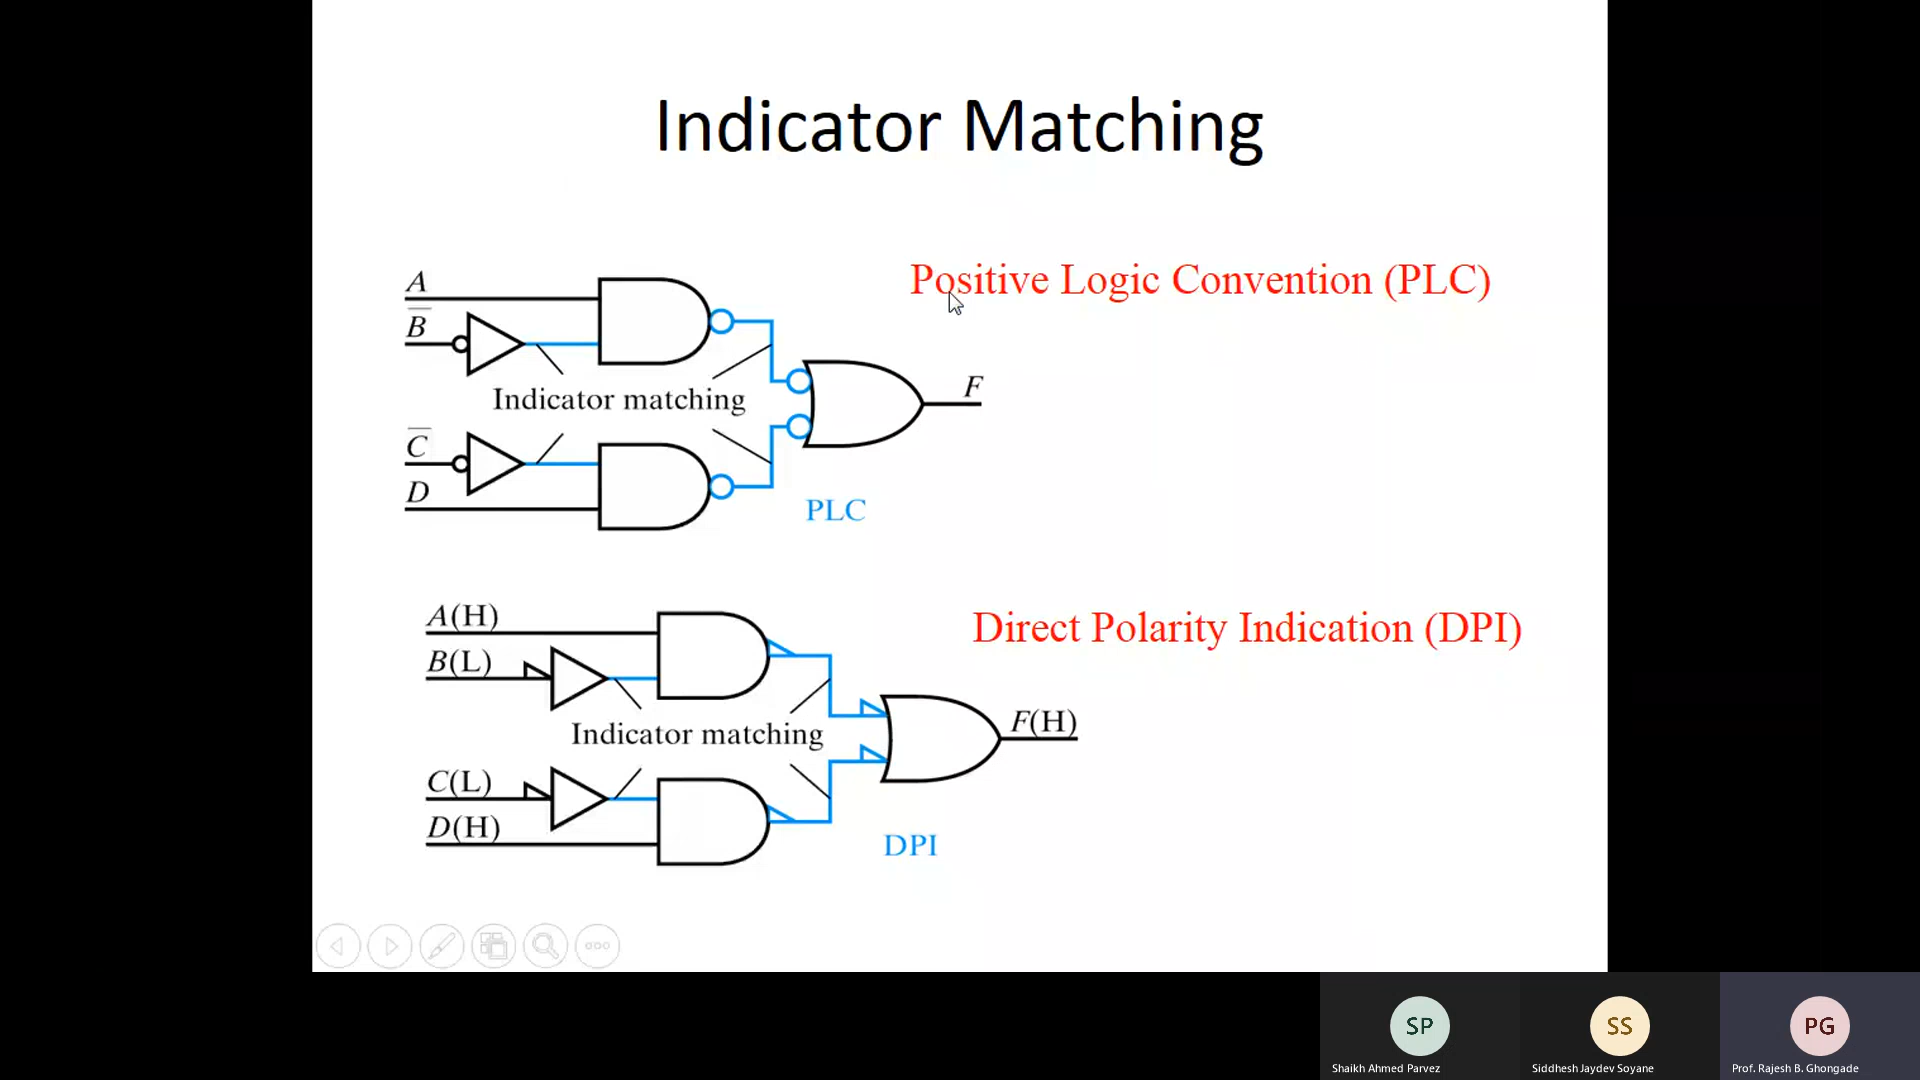 Indicator Matching
Positive Logic Convention (PLC)
A
B̅
Indicator matching
F
C̅
D
PLC
A(H)
Direct Polarity Indication (DPI)
B(L)
Indicator matching
F(H)
C(L)
D(H)
DPI
SP
SS
PG
Shaikh Ahmed Parvez
Siddhesh Jaydev Soyane
Prof. Rajesh B. Ghongade